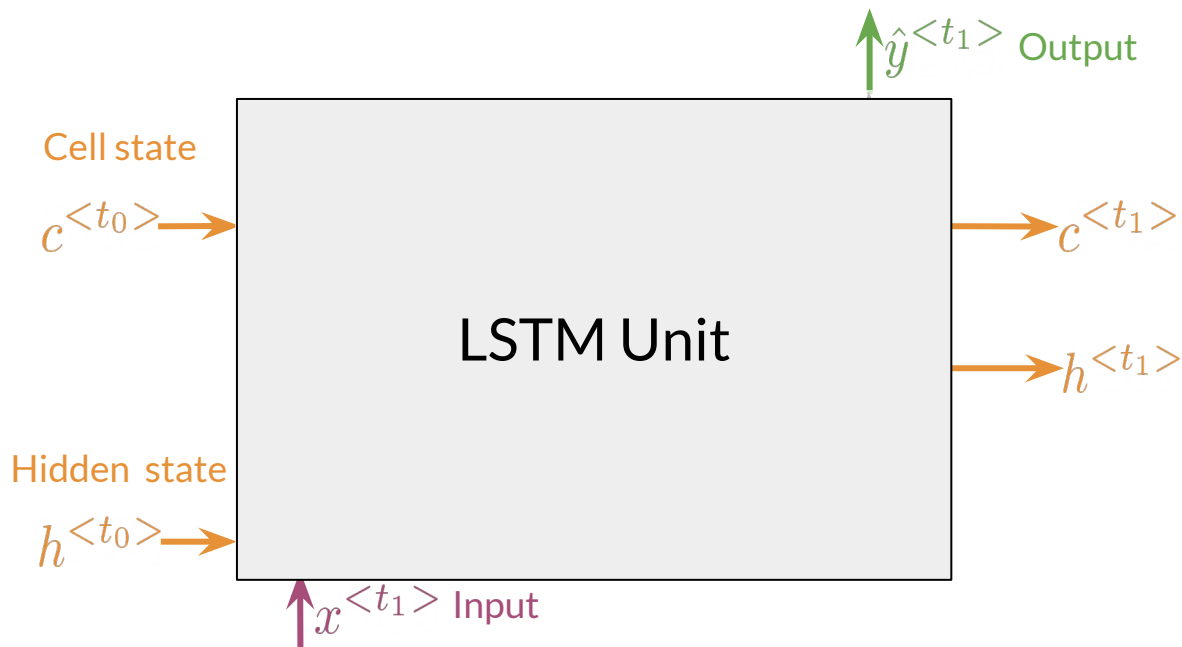 ŷ<t₁> Output
Cell state
c<t₀>
c<t₁>
LSTM Unit
h<t₁>
Hidden state
h<t₀>
x<t₁> Input